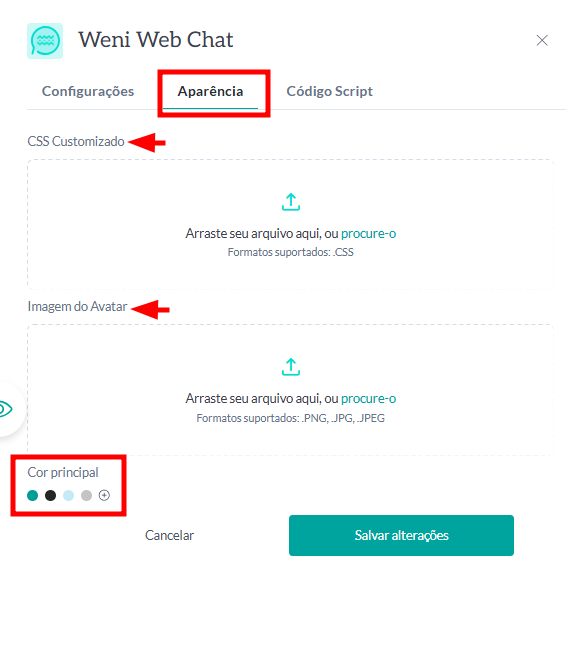 Weni Web Chat
Configurações Aparência Código Script
CSS Customizado
Arraste seu arquivo aqui, ou procure-o
Formatos suportados: .CSS
Imagem do Avatar
Arraste seu arquivo aqui, ou procure-o
Formatos suportados: .PNG, .JPG, .JPEG
Cor principal
Cancelar Salvar alterações